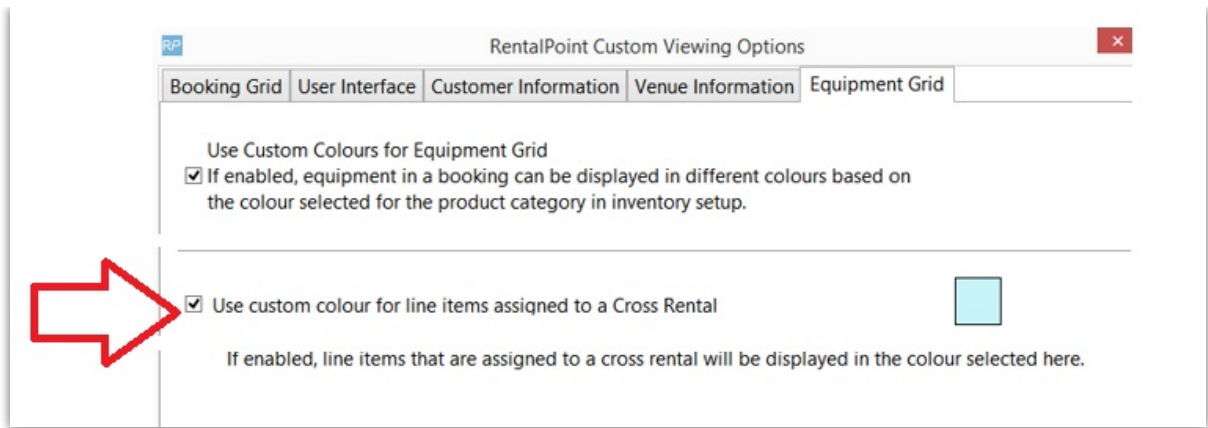 RP RentalPoint Custom Viewing Options ×
Booking Grid User Interface Customer Information Venue Information Equipment Grid
Use Custom Colours for Equipment Grid
If enabled, equipment in a booking can be displayed in different colours based on
the colour selected for the product category in inventory setup.
Use custom colour for line items assigned to a Cross Rental
If enabled, line items that are assigned to a cross rental will be displayed in the colour selected here.